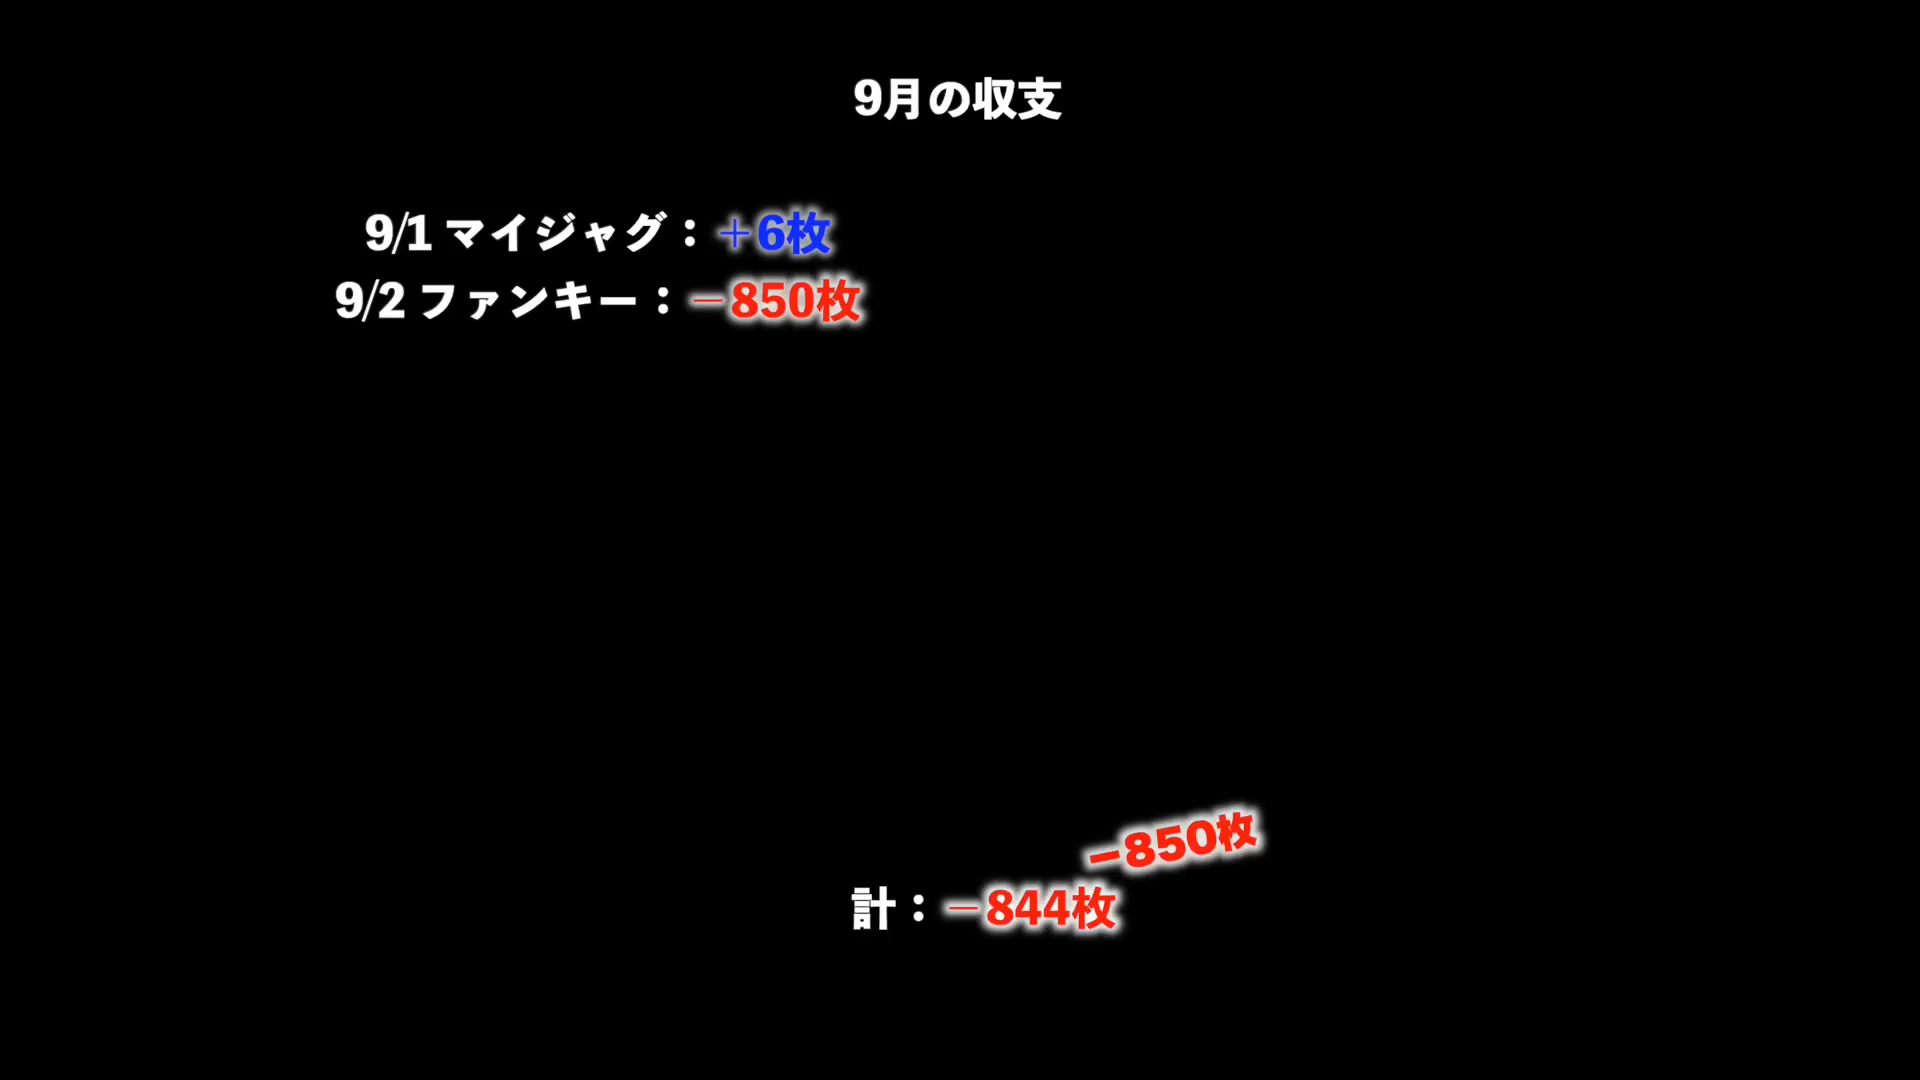 9月の収支
9/1 マイジャグ：＋6枚
9/2 ファンキー：－850枚
－850枚
計：－844枚